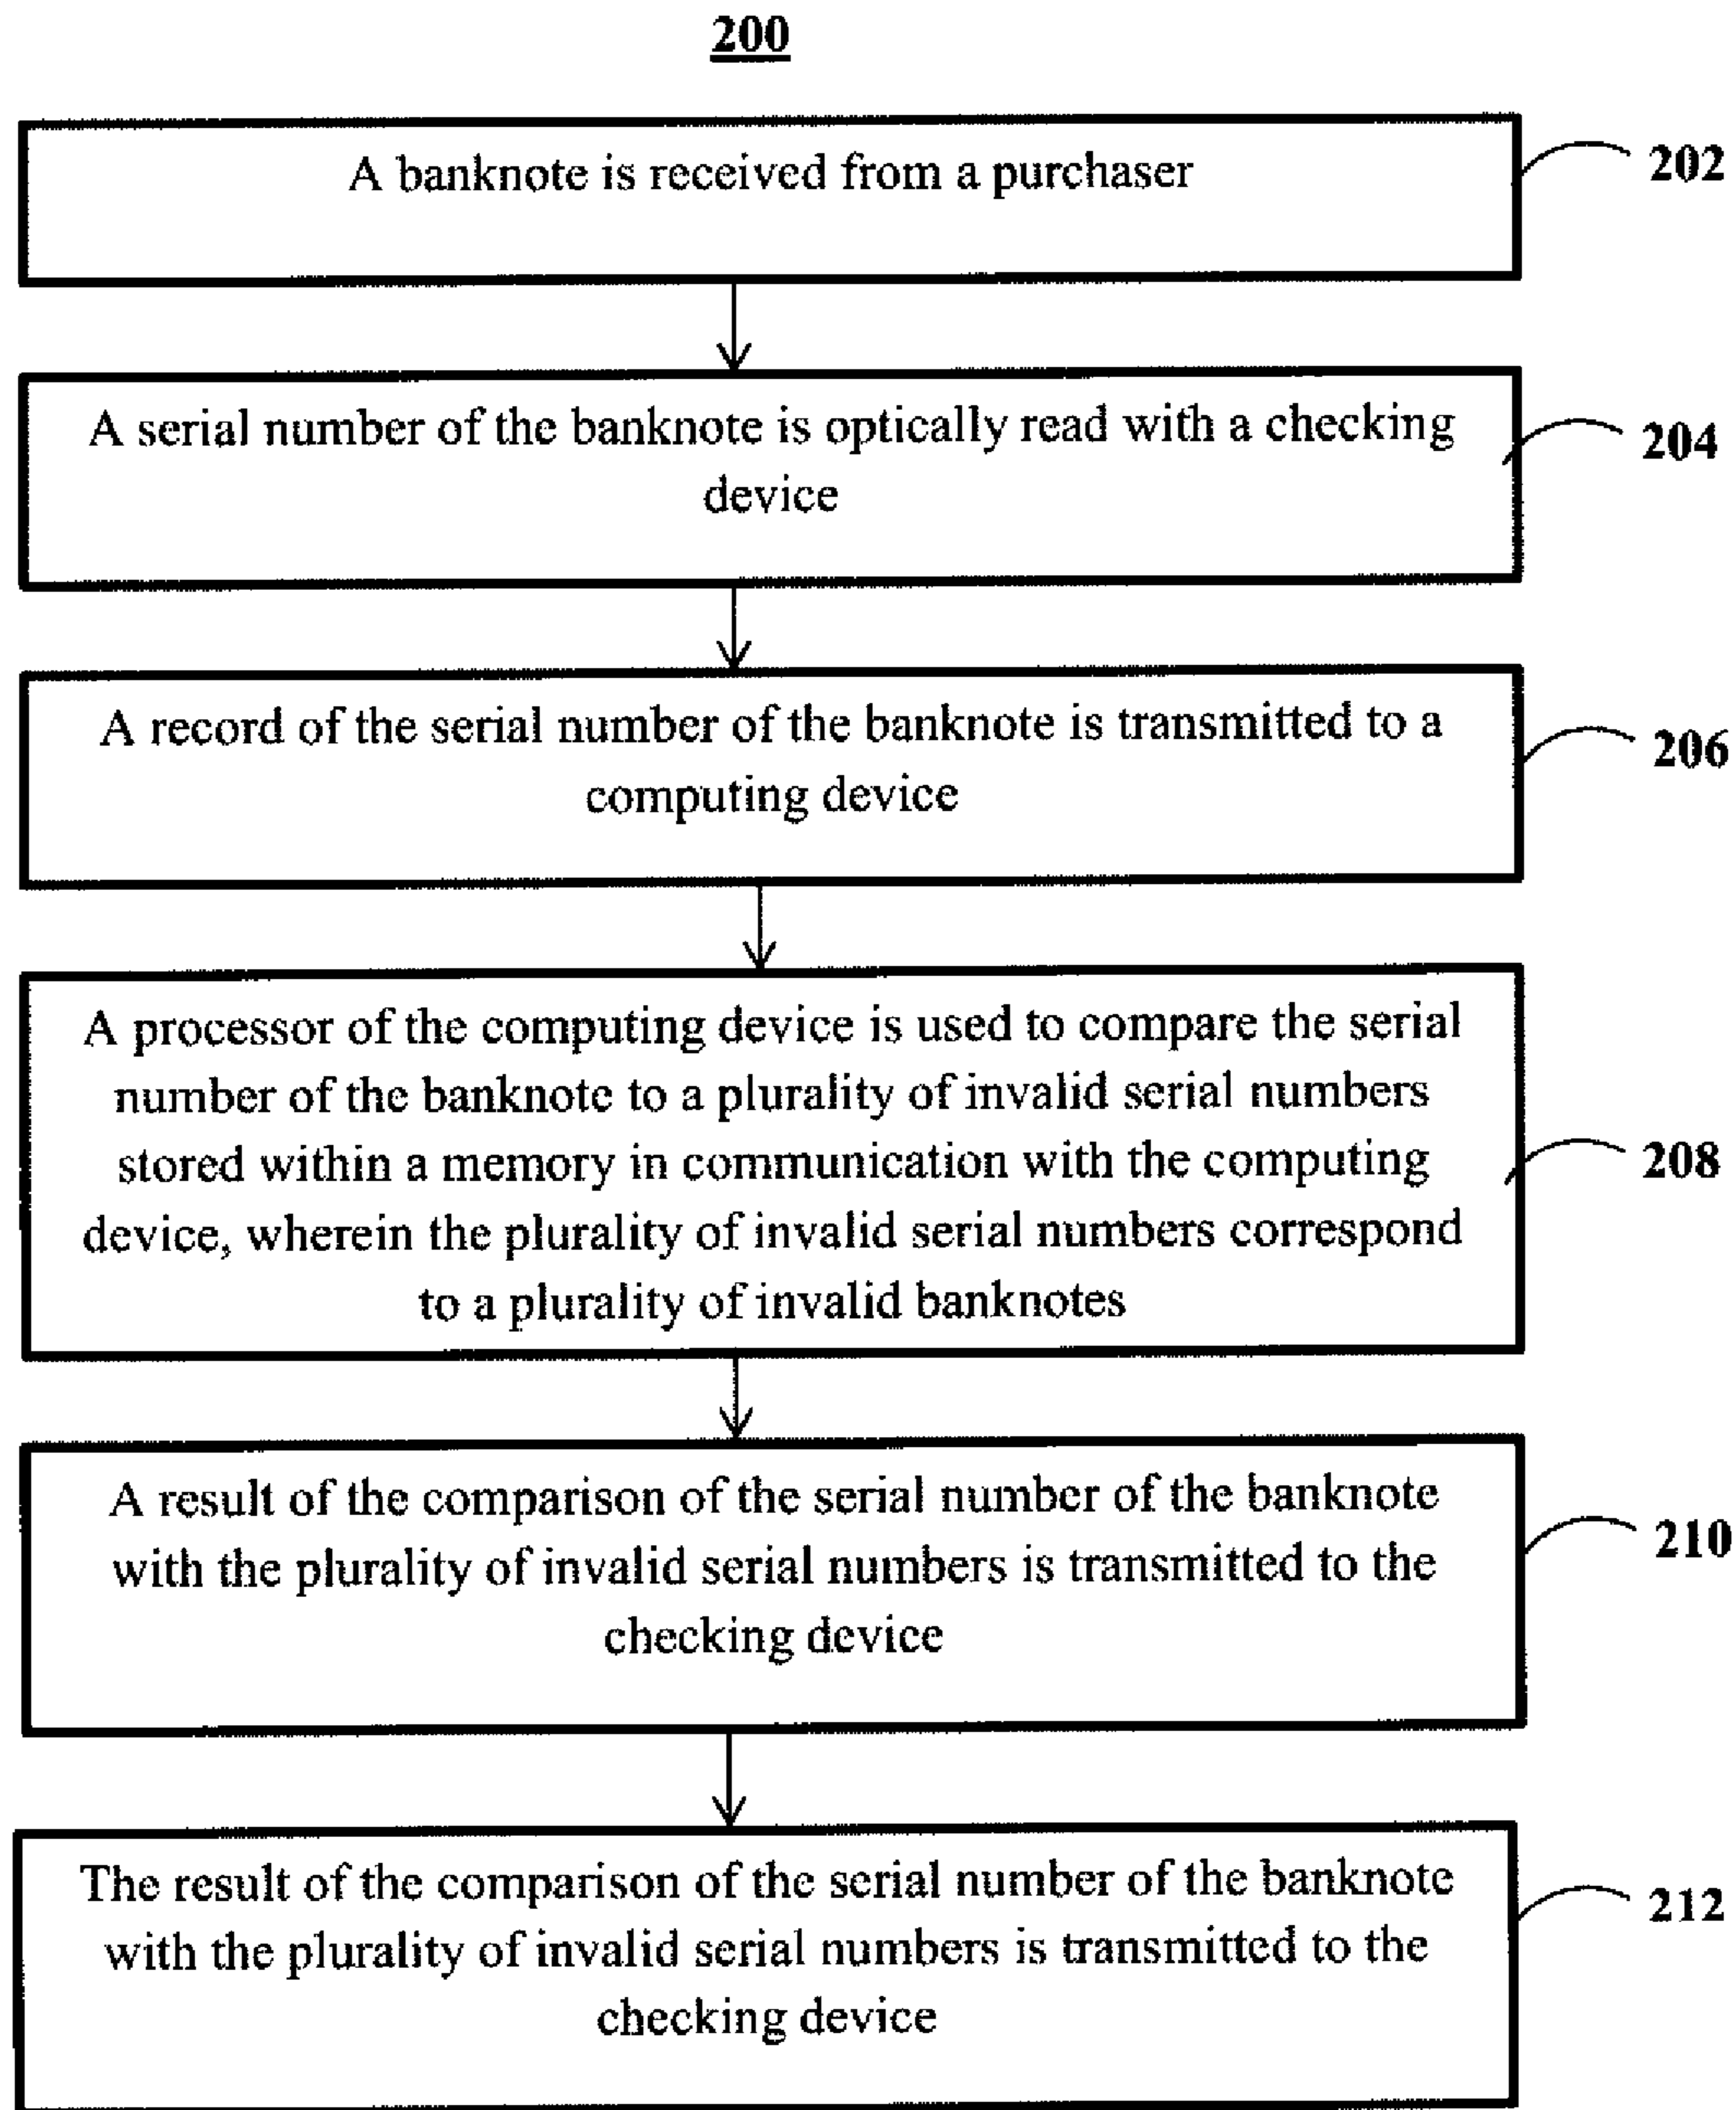 200
A banknote is received from a purchaser
202
A serial number of the banknote is optically read with a checking
device
204
A record of the serial number of the banknote is transmitted to a
computing device
206
A processor of the computing device is used to compare the serial
number of the banknote to a plurality of invalid serial numbers
stored within a memory in communication with the computing
device, wherein the plurality of invalid serial numbers correspond
to a plurality of invalid banknotes
208
A result of the comparison of the serial number of the banknote
with the plurality of invalid serial numbers is transmitted to the
checking device
210
The result of the comparison of the serial number of the banknote
with the plurality of invalid serial numbers is transmitted to the
checking device
212